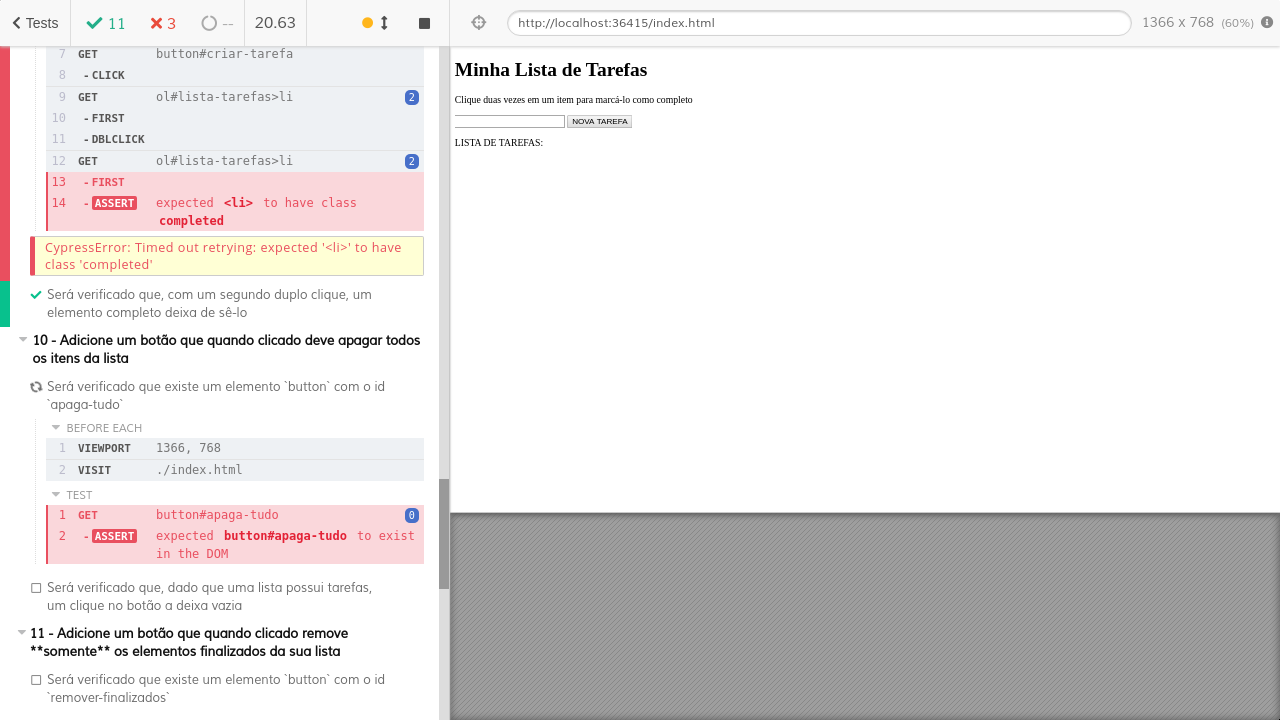 Tests
11
3
--
20.63
http://localhost:36415/index.html
1366 x 768 (60%)
7 GET button#criar-tarefa
8 - CLICK
9 GET ol#lista-tarefas>li 2
10 - FIRST
11 - DBLCLICK
12 GET ol#lista-tarefas>li 2
13 - FIRST
14 - ASSERT expected <li> to have class
completed
CypressError: Timed out retrying: expected '<li>' to have
class 'completed'
Será verificado que, com um segundo duplo clique, um
elemento completo deixa de sê-lo
10 - Adicione um botão que quando clicado deve apagar todos
os itens da lista
Será verificado que existe um elemento `button` com o id
`apaga-tudo`
BEFORE EACH
1 VIEWPORT 1366, 768
2 VISIT ./index.html
TEST
1 GET button#apaga-tudo 0
2 - ASSERT expected button#apaga-tudo to exist
in the DOM
Será verificado que, dado que uma lista possui tarefas,
um clique no botão a deixa vazia
11 - Adicione um botão que quando clicado remove
**somente** os elementos finalizados da sua lista
Será verificado que existe um elemento `button` com o id
`remover-finalizados`
Minha Lista de Tarefas
Clique duas vezes em um item para marcá-lo como completo
NOVA TAREFA
LISTA DE TAREFAS: